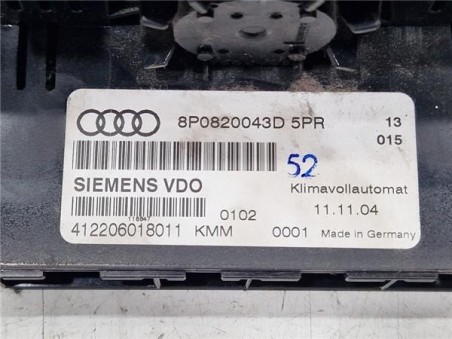 8P0820043D 5PR 13
015
52
SIEMENS VDO Klimavollautomat
0102 11.11.04
412206018011 KMM 0001 Made in Germany